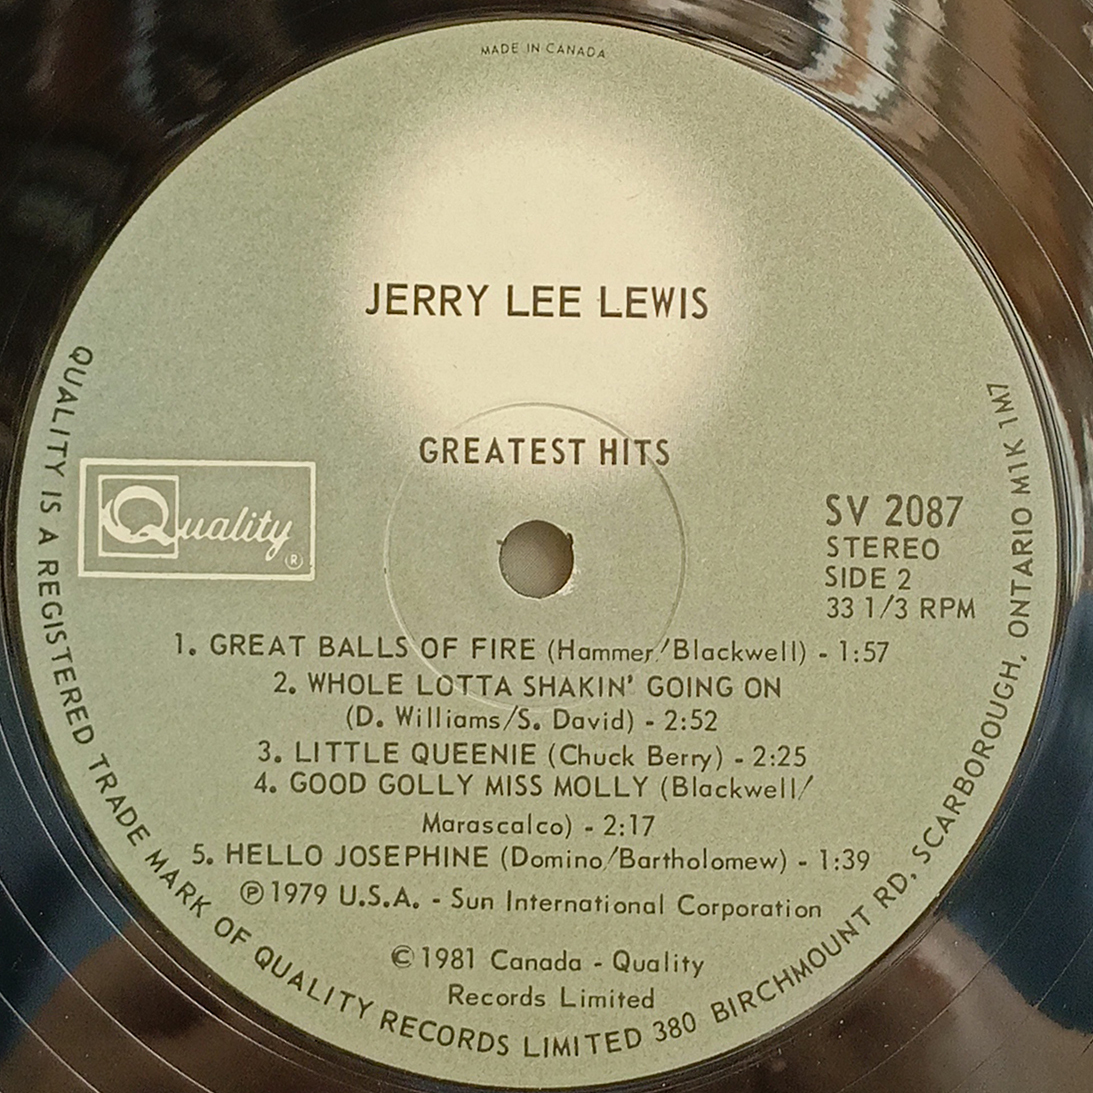 MADE IN CANADA
JERRY LEE LEWIS
GREATEST HITS
Quality ®
SV 2087
STEREO
SIDE 2
33 1/3 RPM
1. GREAT BALLS OF FIRE (Hammer/Blackwell) - 1:57
2. WHOLE LOTTA SHAKIN' GOING ON
(D. Williams/S. David) - 2:52
3. LITTLE QUEENIE (Chuck Berry) - 2:25
4. GOOD GOLLY MISS MOLLY (Blackwell/
Marascalco) - 2:17
5. HELLO JOSEPHINE (Domino/Bartholomew) - 1:39
℗1979 U.S.A. - Sun International Corporation
©1981 Canada - Quality
Records Limited
QUALITY IS A REGISTERED TRADE MARK OF QUALITY RECORDS LIMITED 380 BIRCHMOUNT RD, SCARBOROUGH, ONTARIO M1K 1M7